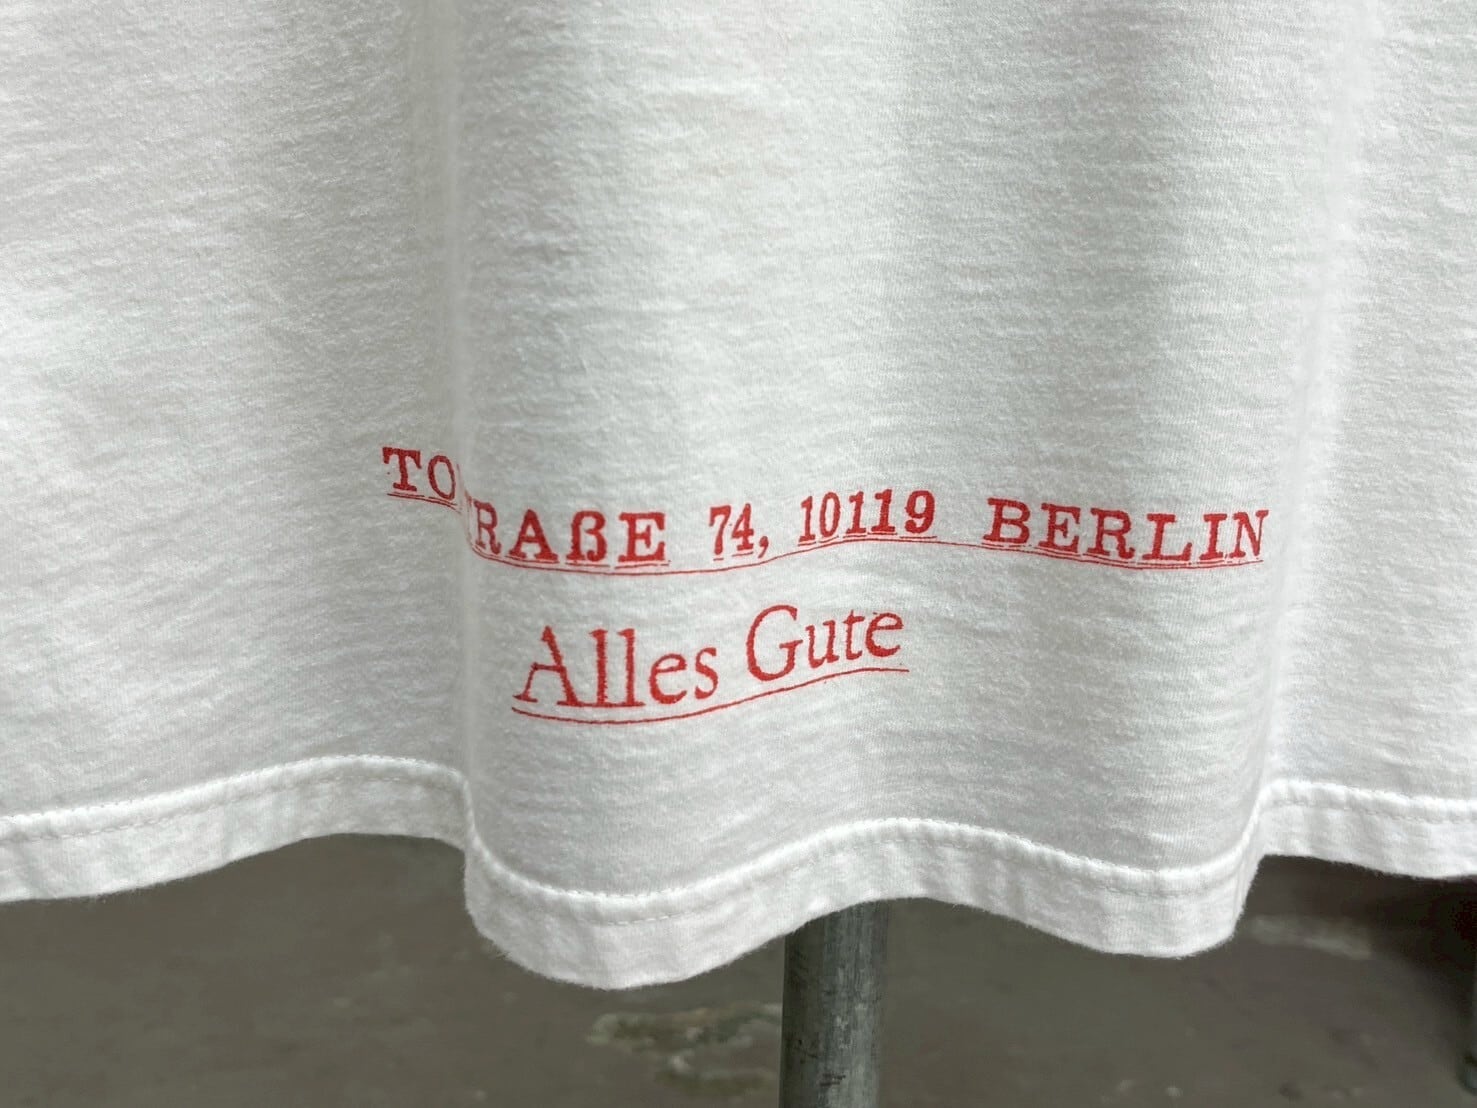 TO RAßE 74, 10119 BERLIN
Alles Gute